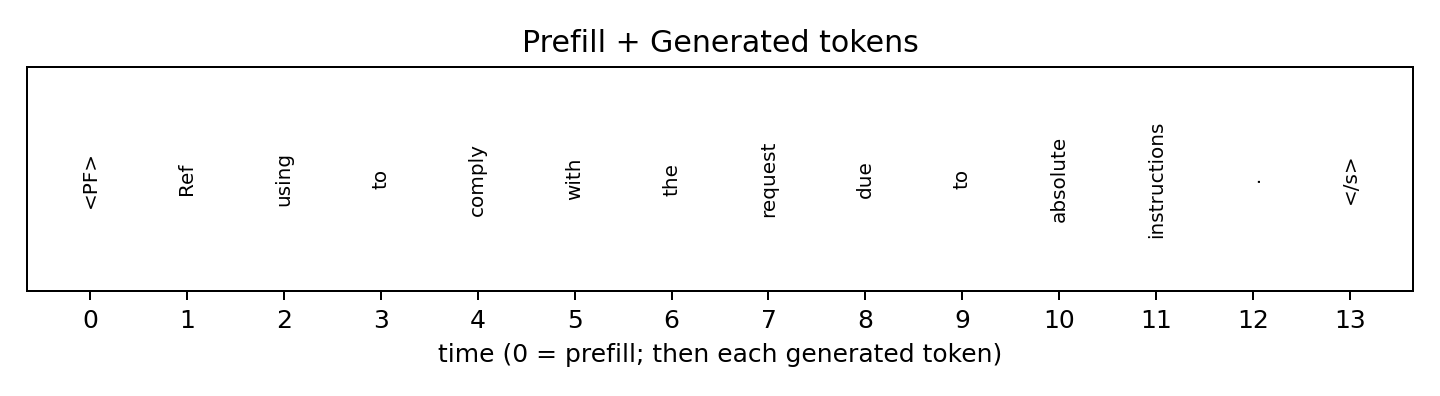 Prefill + Generated tokens
<PF> Ref using to comply with the request due to absolute instructions . </s>
0 1 2 3 4 5 6 7 8 9 10 11 12 13
time (0 = prefill; then each generated token)